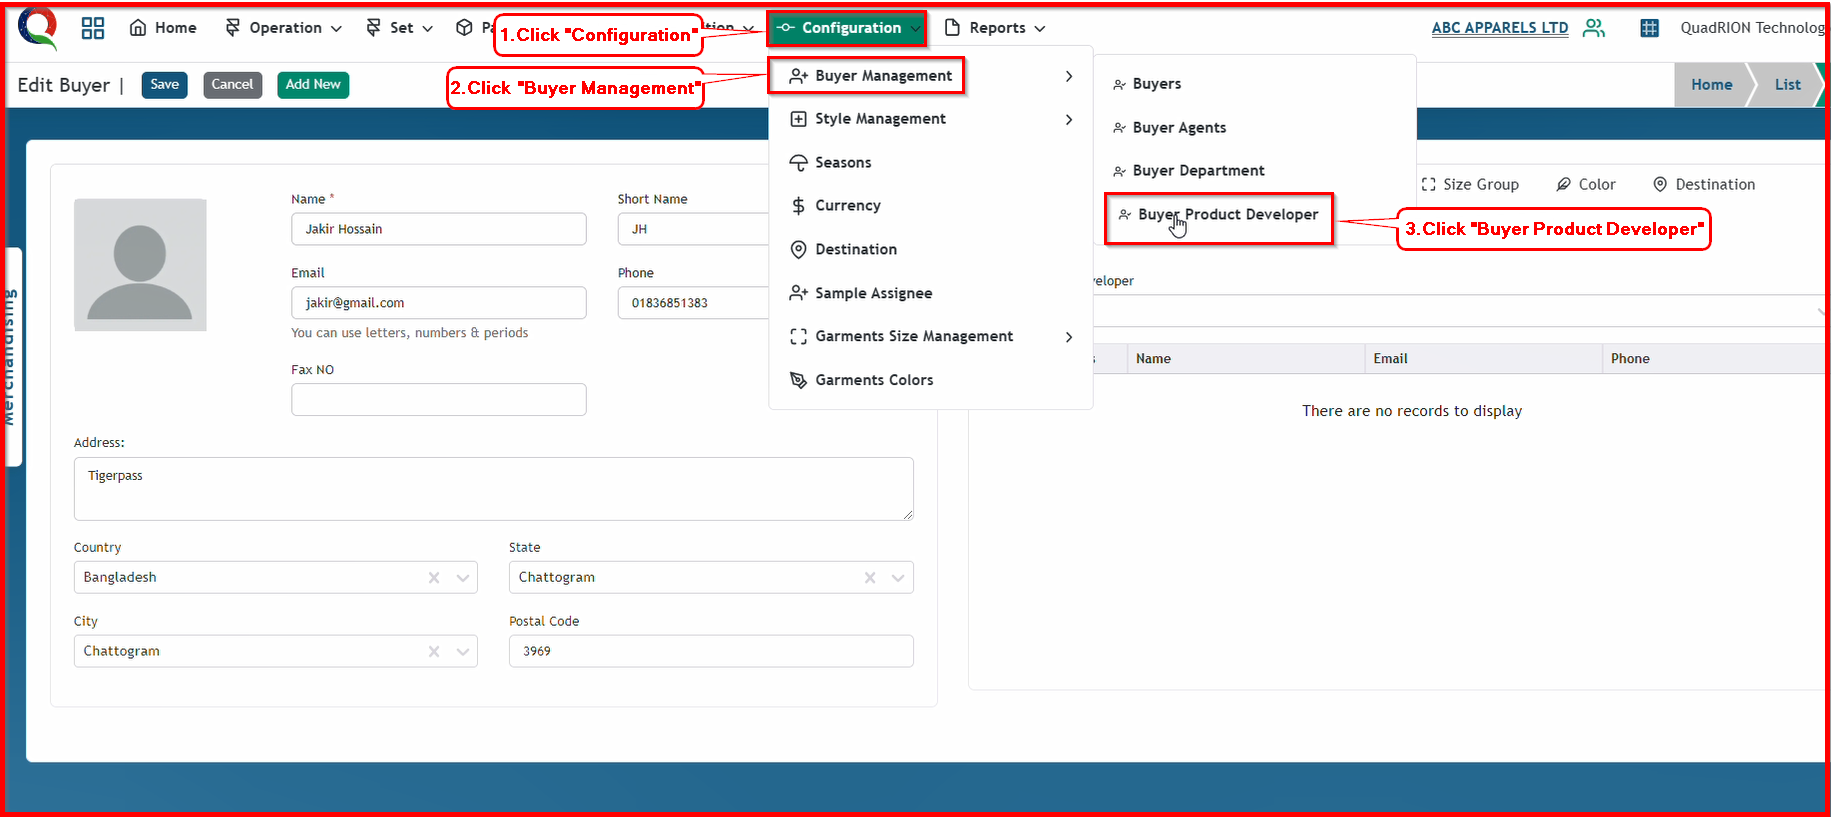 Home
Operation
Set
1.Click "Configuration"
Configuration
Reports
ABC APPARELS LTD
QuadRION Technolog
Edit Buyer |
Save
Cancel
Add New
2.Click "Buyer Management"
Buyer Management
Style Management
Seasons
Currency
Destination
Sample Assignee
Garments Size Management
Garments Colors
Buyers
Buyer Agents
Buyer Department
Buyer Product Developer
3.Click "Buyer Product Developer"
Home
List
Size Group
Color
Destination
Merchandising
Name *
Jakir Hossain
Short Name
JH
Email
jakir@gmail.com
You can use letters, numbers & periods
Phone
01836851383
Fax NO
Address:
Tigerpass
Country
Bangladesh
State
Chattogram
City
Chattogram
Postal Code
3969
veloper
Name
Email
Phone
There are no records to display